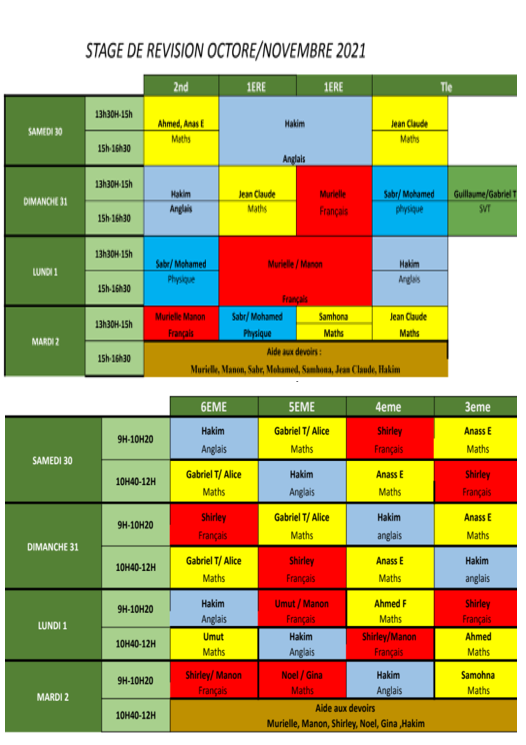 STAGE DE REVISION OCTORE/NOVEMBRE 2021
2nd 1ERE 1ERE Tle
SAMEDI 30
13h30H-15h
Ahmed, Anas E
Maths
Hakim
Anglais
Jean Claude
Maths
15h-16h30
DIMANCHE 31
13h30H-15h
Hakim
Anglais
Jean Claude
Maths
Murielle
Français
Sabr/ Mohamed
physique
Guillaume/Gabriel T
SVT
15h-16h30
LUNDI 1
13h30H-15h
Sabr/ Mohamed
Physique
Murielle / Manon
Français
Hakim
Anglais
15h-16h30
MARDI 2
13h30H-15h
Murielle Manon
Français
Sabr/ Mohamed
Physique
Samhona
Maths
Jean Claude
Maths
15h-16h30
Aide aux devoirs :
Murielle, Manon, Sabr, Mohamed, Samhona, Jean Claude, Hakim
6EME 5EME 4eme 3eme
SAMEDI 30
9H-10H20
Hakim
Anglais
Gabriel T/ Alice
Maths
Shirley
Français
Anass E
Maths
10H40-12H
Gabriel T/ Alice
Maths
Hakim
Anglais
Anass E
Maths
Shirley
Français
DIMANCHE 31
9H-10H20
Shirley
Français
Gabriel T/ Alice
Maths
Hakim
anglais
Anass E
Maths
10H40-12H
Gabriel T/ Alice
Maths
Shirley
Français
Anass E
Maths
Hakim
anglais
LUNDI 1
9H-10H20
Hakim
Anglais
Umut / Manon
Français
Ahmed F
Maths
Shirley
Français
10H40-12H
Umut
Maths
Hakim
Anglais
Shirley/Manon
Français
Ahmed
Maths
MARDI 2
9H-10H20
Shirley/ Manon
Français
Noel / Gina
Maths
Hakim
Anglais
Samohna
Maths
10H40-12H
Aide aux devoirs
Murielle, Manon, Shirley, Noel, Gina ,Hakim